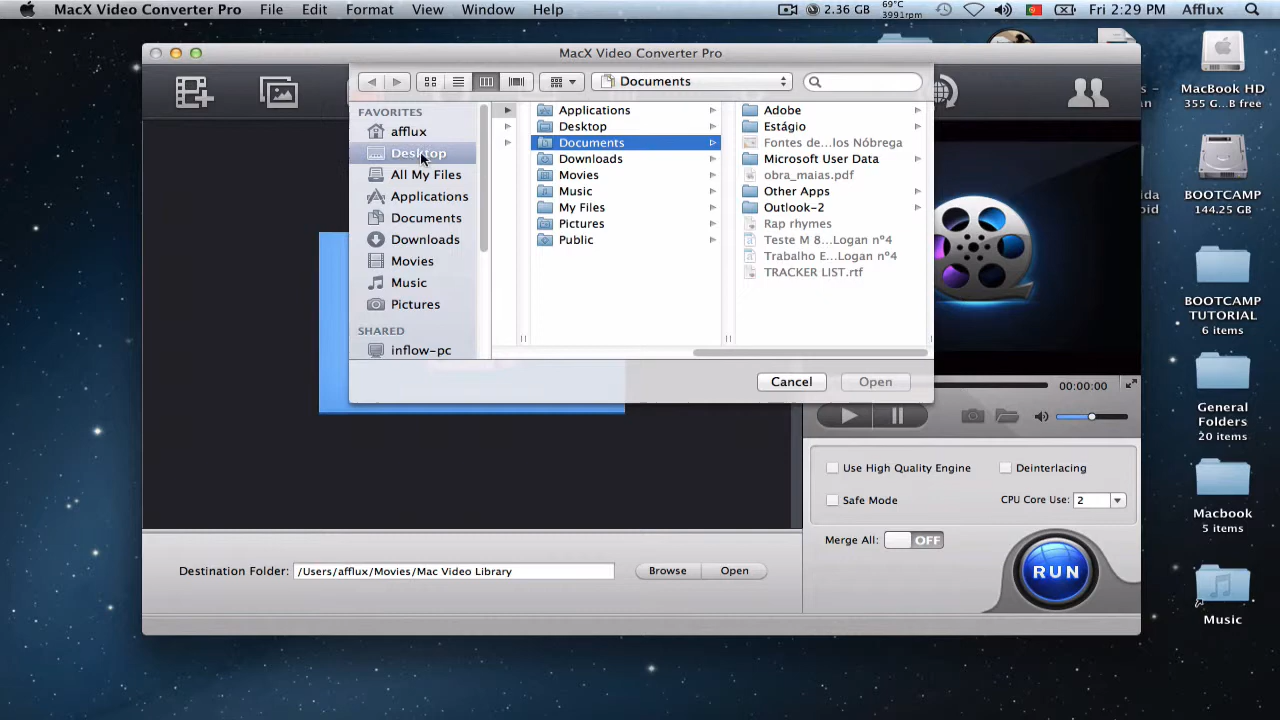 MacX Video Converter Pro File Edit Format View Window Help 2.36 GB 69°C 3991rpm Fri 2:29 PM Afflux
MacX Video Converter Pro
Documents
FAVORITES
afflux
Desktop
All My Files
Applications
Documents
Downloads
Movies
Music
Pictures
SHARED
inflow-pc
Applications
Desktop
Documents
Downloads
Movies
Music
My Files
Pictures
Public
Adobe
Estágio
Fontes de...los Nóbrega
Microsoft User Data
obra_maias.pdf
Other Apps
Outlook-2
Rap rhymes
Teste M 8...Logan nº4
Trabalho E...Logan nº4
TRACKER LIST.rtf
Cancel Open
00:00:00
Use High Quality Engine Deinterlacing
Safe Mode CPU Core Use: 2
Merge All: OFF
RUN
Destination Folder: /Users/afflux/Movies/Mac Video Library Browse Open
MacBook HD
355 G...B free
BOOTCAMP
144.25 GB
BOOTCAMP
TUTORIAL
6 items
General
Folders
20 items
Macbook
5 items
Music